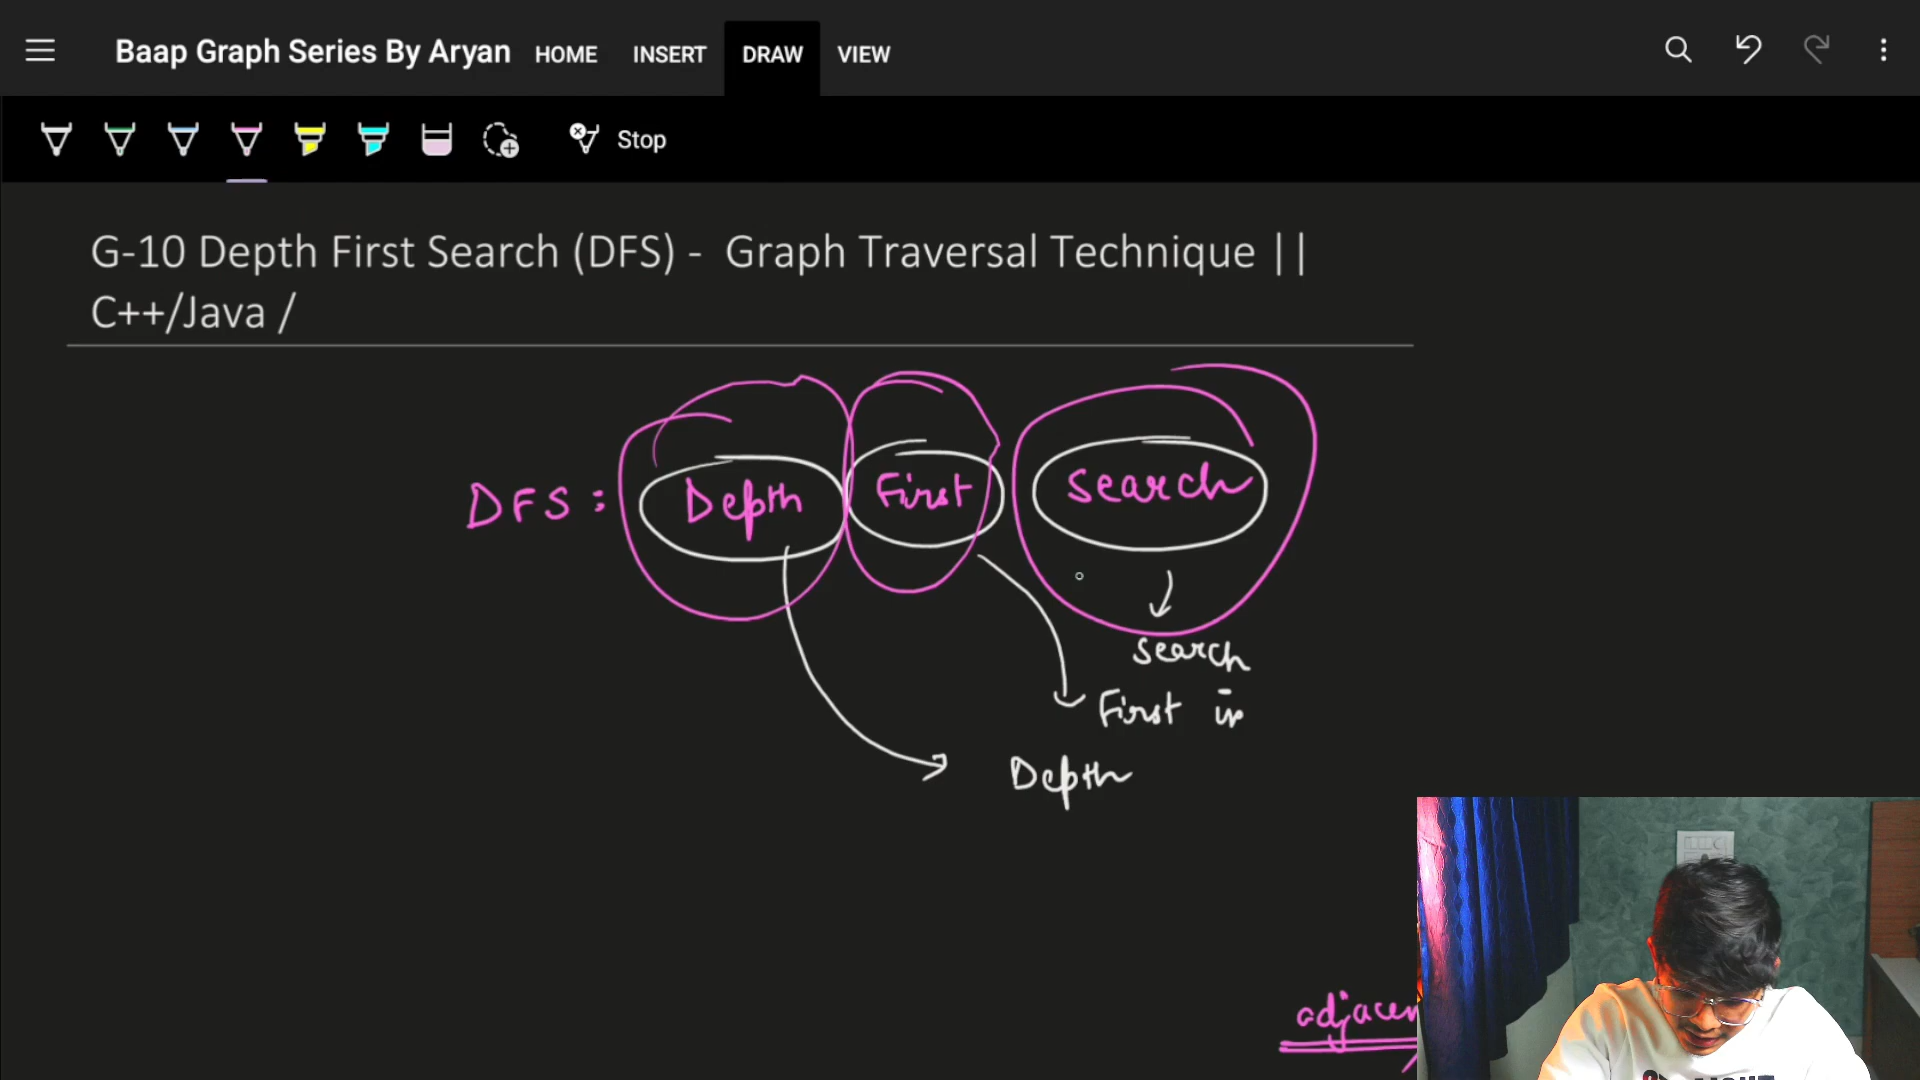 Baap Graph Series By Aryan HOME INSERT DRAW VIEW
Stop
G-10 Depth First Search (DFS) - Graph Traversal Technique ||
C++/Java /
DFS : Depth First Search
Search
First in
Depth